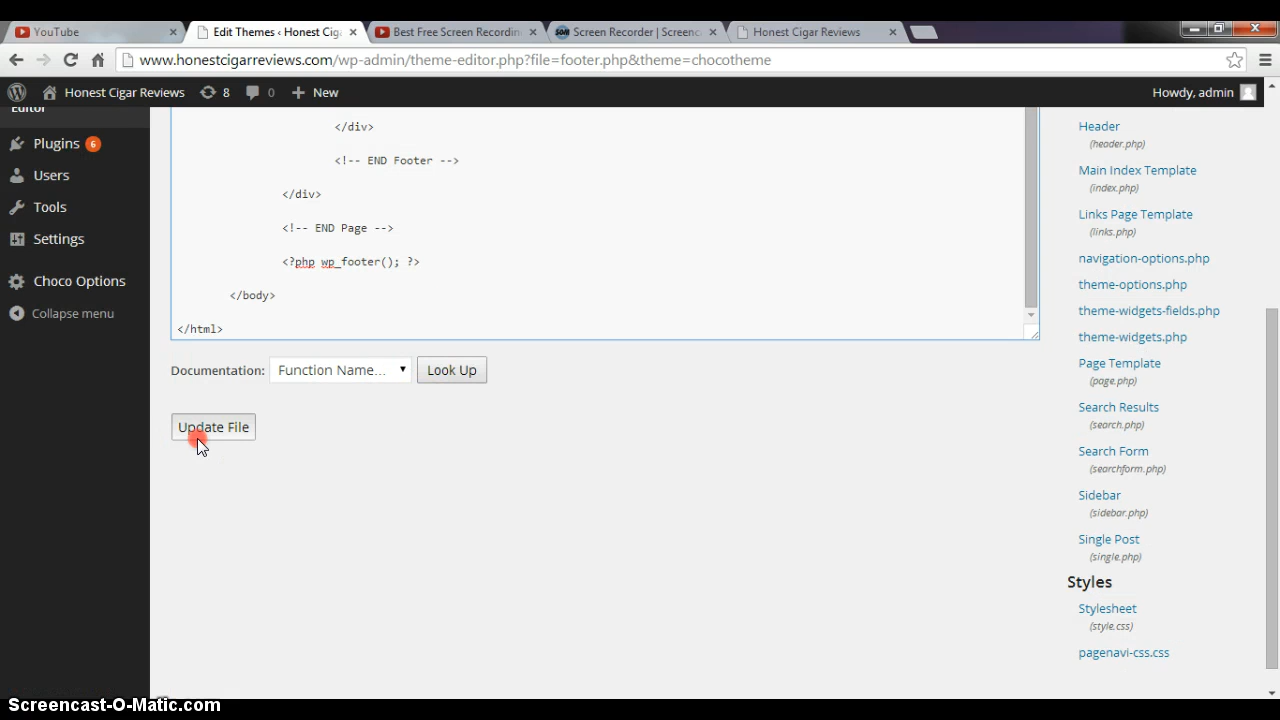 YouTube
Edit Themes ‹ Honest Ciga
Best Free Screen Recordin
SOM Screen Recorder | Screenc
Honest Cigar Reviews
www.honestcigarreviews.com/wp-admin/theme-editor.php?file=footer.php&theme=chocotheme
Honest Cigar Reviews 8 0 + New Howdy, admin
Editor
Plugins 6
Users
Tools
Settings
Choco Options
Collapse menu
</div>
<!-- END Footer -->
</div>
<!-- END Page -->
<?php wp_footer(); ?>
</body>
</html>
Documentation: Function Name... Look Up
Update File
Header
(header.php)
Main Index Template
(index.php)
Links Page Template
(links.php)
navigation-options.php
theme-options.php
theme-widgets-fields.php
theme-widgets.php
Page Template
(page.php)
Search Results
(search.php)
Search Form
(searchform.php)
Sidebar
(sidebar.php)
Single Post
(single.php)
Styles
Stylesheet
(style.css)
pagenavi-css.css
Screencast-O-Matic.com